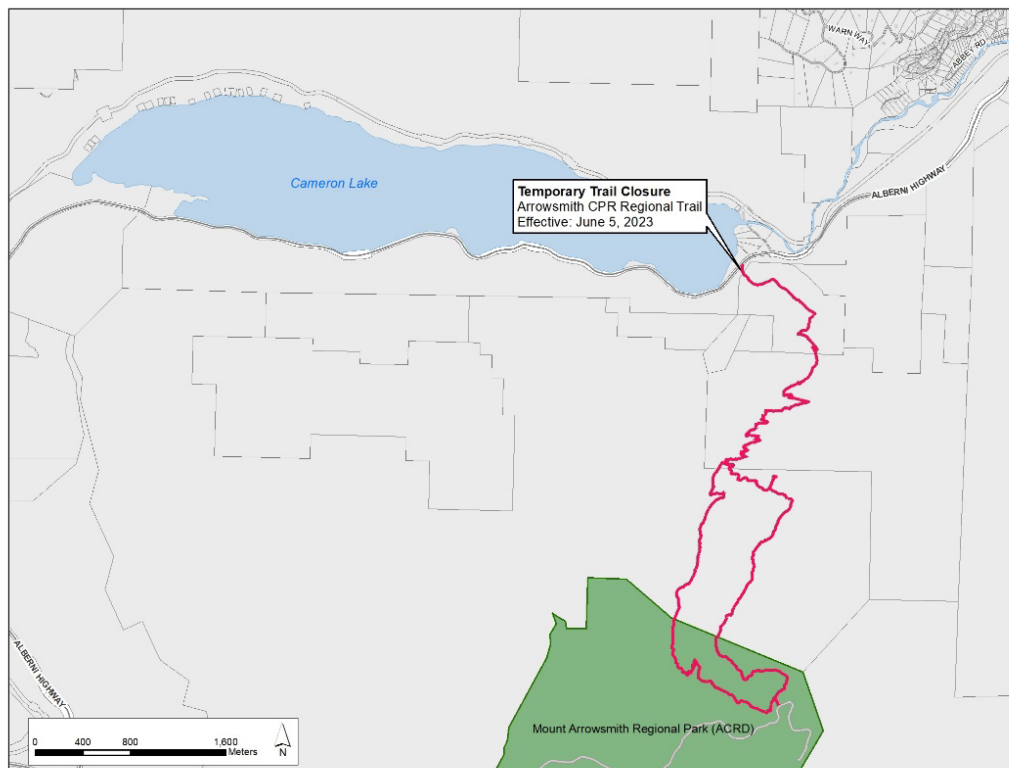 WARN WAY
ABBEY RD
ALBERNI HIGHWAY
Cameron Lake
Temporary Trail Closure
Arrowsmith CPR Regional Trail
Effective: June 5, 2023
ALBERNI HIGHWAY
Mount Arrowsmith Regional Park (ACRD)
0 400 800 1,600
Meters
N